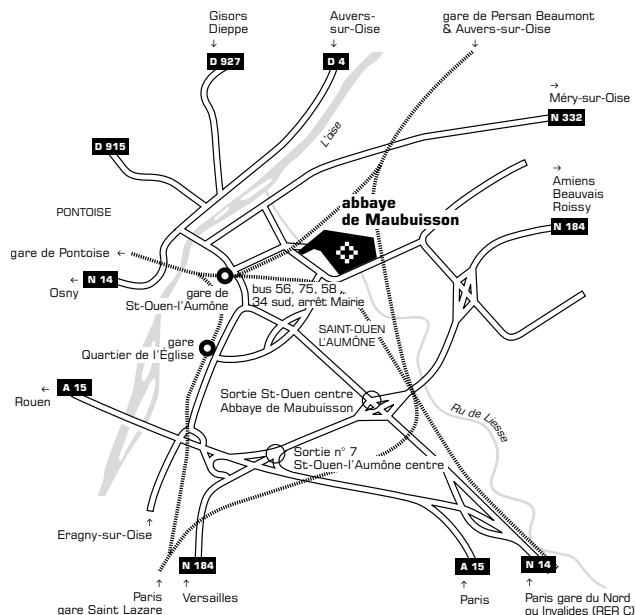 Gisors
Dieppe
↑
D 927
Auvers-
sur-Oise
↑
D 4
gare de Persan Beaumont
& Auvers-sur-Oise
↑
→
Méry-sur-Oise
N 332
L'oise
D 915
→
Amiens
Beauvais
Roissy
N 184
abbaye
de Maubuisson
PONTOISE
gare de Pontoise ←
← N 14
Osny
gare de
St-Ouen-l'Aumône
bus 56, 75, 58
34 sud, arrêt Mairie
SAINT-OUEN
L'AUMÔNE
gare
Quartier de l'Église
← A 15
Rouen
Sortie St-Ouen centre
Abbaye de Maubuisson
Ru de Liesse
Sortie n° 7
St-Ouen-l'Aumône centre
↑
Eragny-sur-Oise
↑
Paris
gare Saint Lazare
N 184
↑
Versailles
A 15
↑
Paris
N 14
↑
Paris gare du Nord
ou Invalides (RER C)